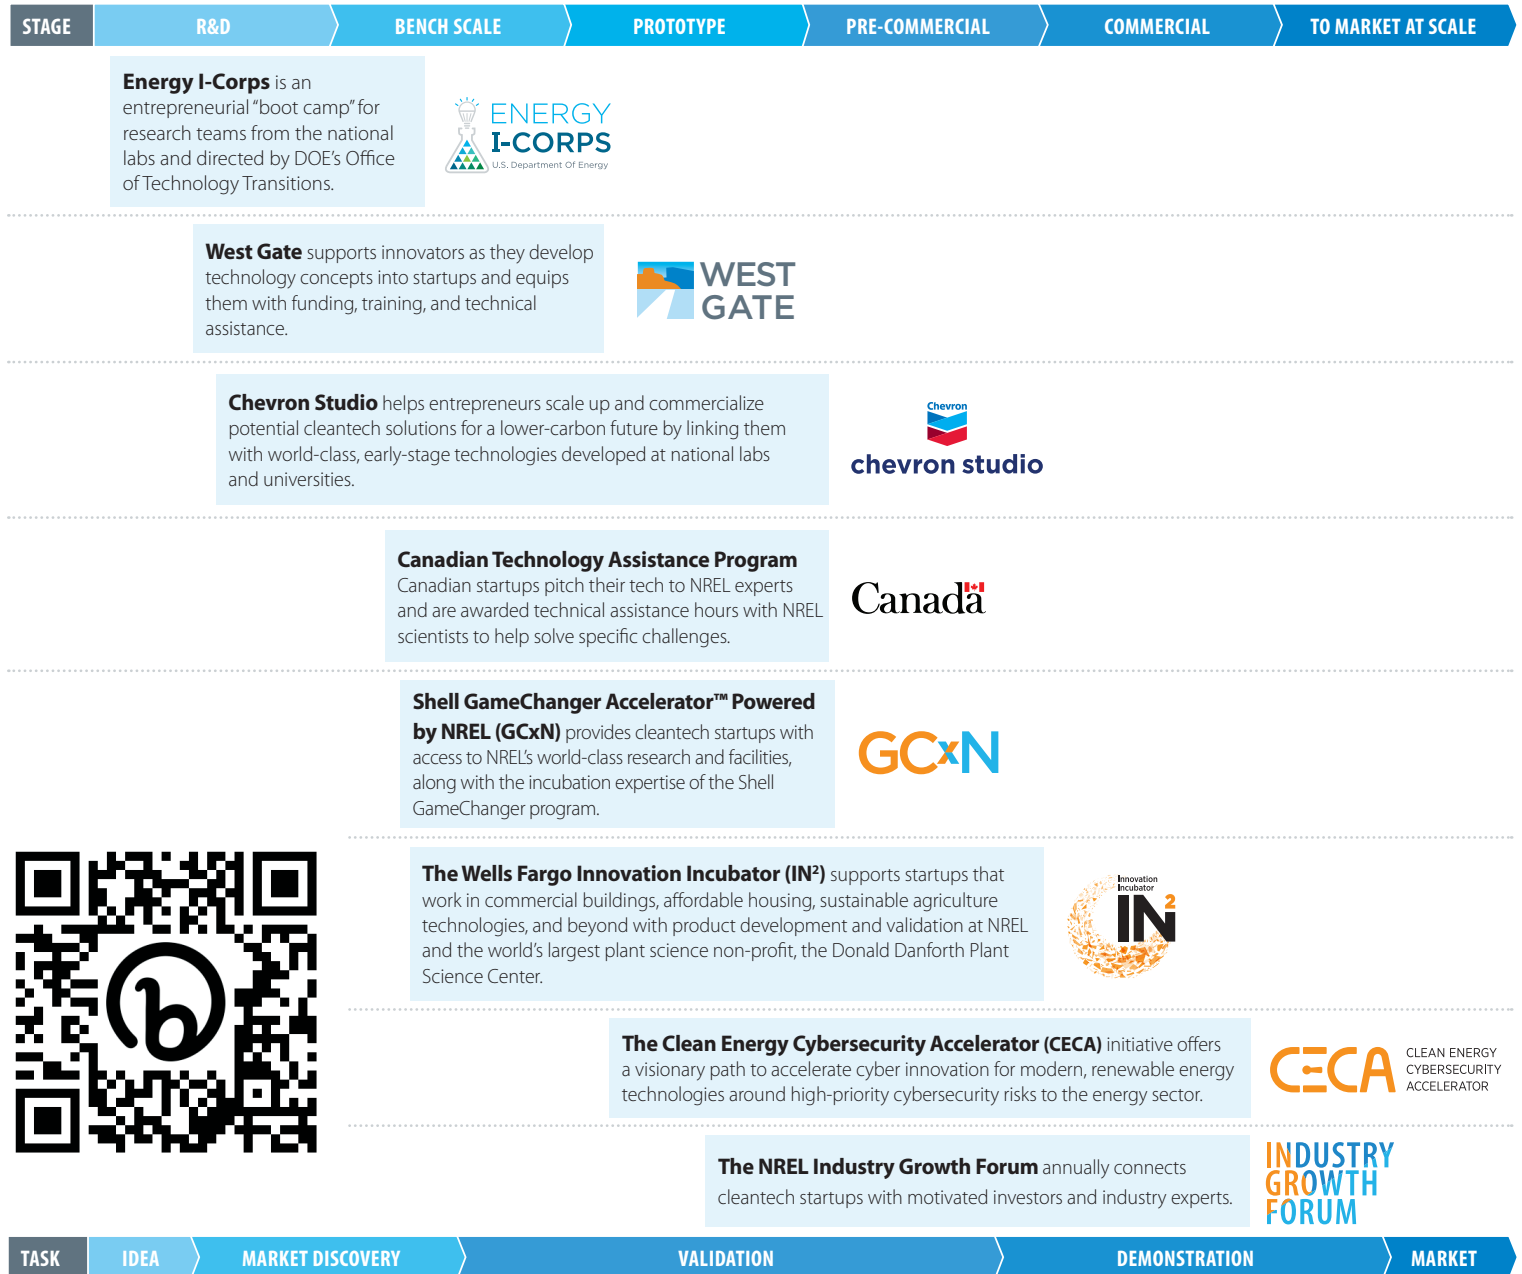 STAGE R&D BENCH SCALE PROTOTYPE PRE-COMMERCIAL COMMERCIAL TO MARKET AT SCALE
Energy I-Corps is an
entrepreneurial “boot camp” for
research teams from the national
labs and directed by DOE’s Office
of Technology Transitions.
ENERGY
I-CORPS
U.S. Department Of Energy
West Gate supports innovators as they develop
technology concepts into startups and equips
them with funding, training, and technical
assistance.
WEST
GATE
Chevron Studio helps entrepreneurs scale up and commercialize
potential cleantech solutions for a lower-carbon future by linking them
with world-class, early-stage technologies developed at national labs
and universities.
Chevron
chevron studio
Canadian Technology Assistance Program
Canadian startups pitch their tech to NREL experts
and are awarded technical assistance hours with NREL
scientists to help solve specific challenges.
Canada
Shell GameChanger Accelerator™ Powered
by NREL (GCxN) provides cleantech startups with
access to NREL’s world-class research and facilities,
along with the incubation expertise of the Shell
GameChanger program.
GCxN
The Wells Fargo Innovation Incubator (IN²) supports startups that
work in commercial buildings, affordable housing, sustainable agriculture
technologies, and beyond with product development and validation at NREL
and the world’s largest plant science non-profit, the Donald Danforth Plant
Science Center.
Innovation
Incubator
IN²
b
The Clean Energy Cybersecurity Accelerator (CECA) initiative offers
a visionary path to accelerate cyber innovation for modern, renewable energy
technologies around high-priority cybersecurity risks to the energy sector.
CECA
CLEAN ENERGY
CYBERSECURITY
ACCELERATOR
The NREL Industry Growth Forum annually connects
cleantech startups with motivated investors and industry experts.
INDUSTRY
GROWTH
FORUM
TASK IDEA MARKET DISCOVERY VALIDATION DEMONSTRATION MARKET